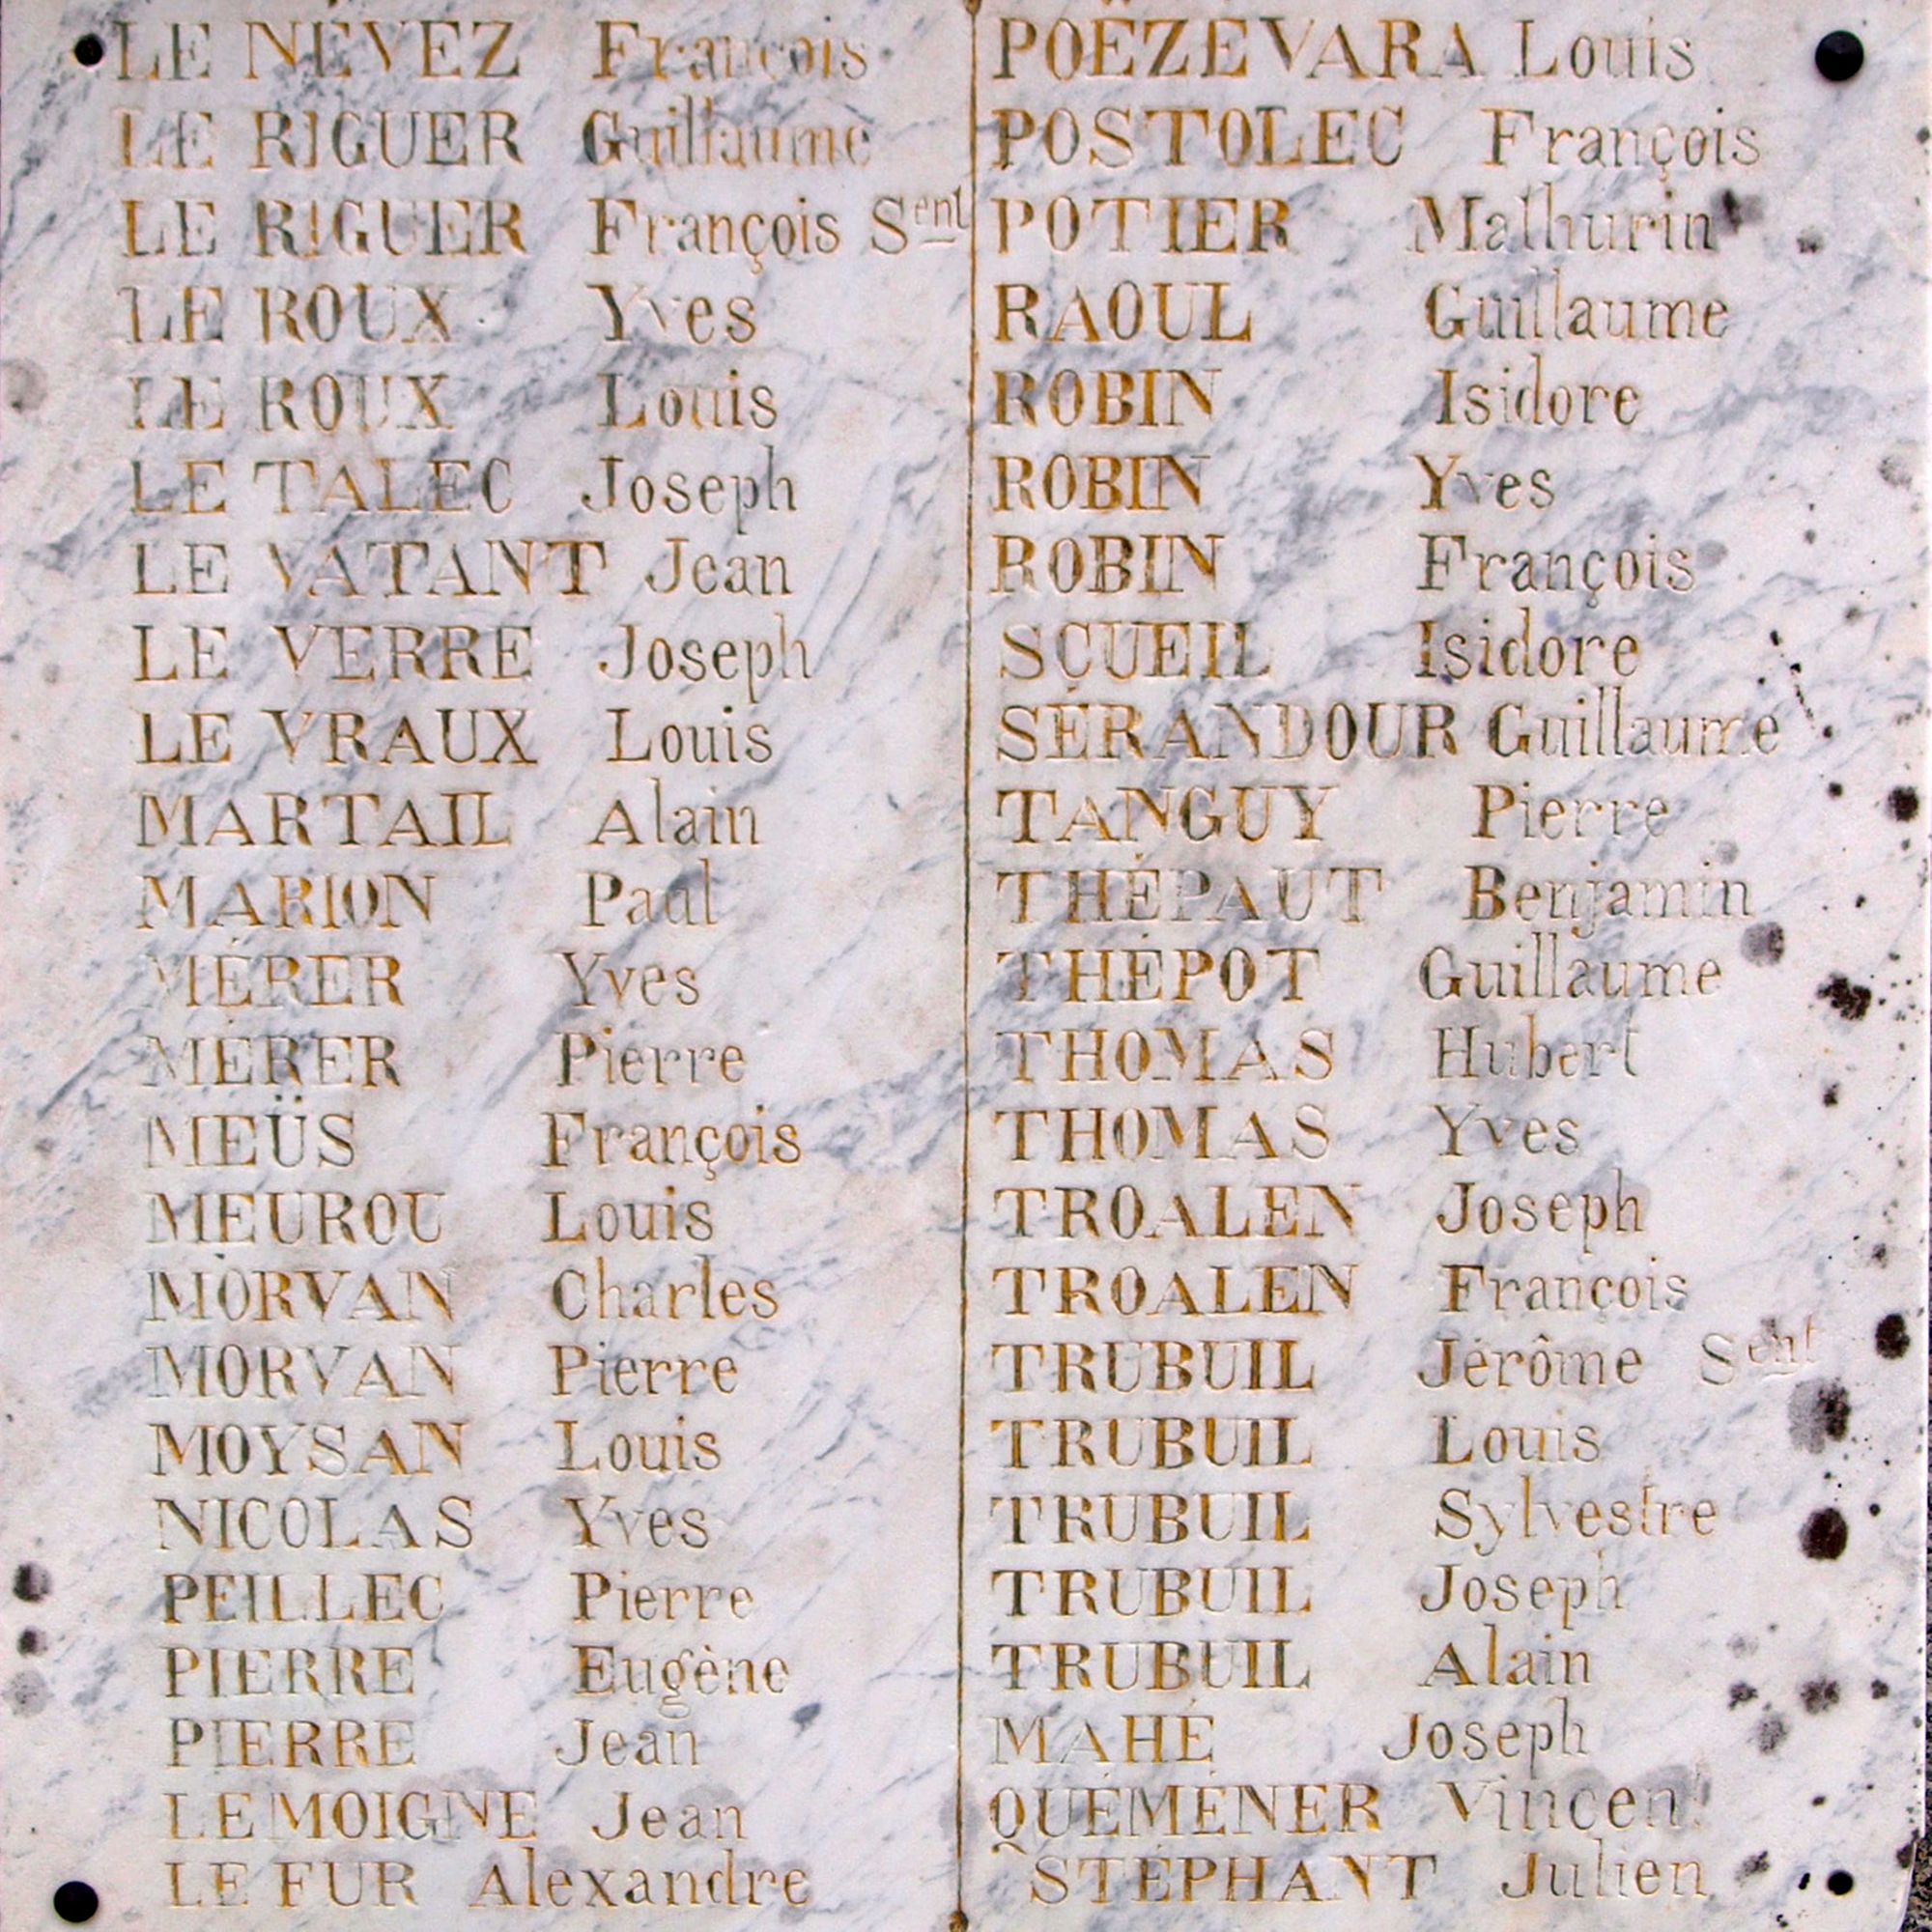 LE NÉVEZ François
LE RIGUER Guillaume
LE RIGUER François Sent
LE ROUX Yves
LE ROUX Louis
LE TALEC Joseph
LE VATANT Jean
LE VERRE Joseph
LE VRAUX Louis
MARTAIL Alain
MARION Paul
MÉRER Yves
MÉRER Pierre
MEÜS François
MEUROU Louis
MORVAN Charles
MORVAN Pierre
MOYSAN Louis
NICOLAS Yves
PEILLEC Pierre
PIERRE Eugène
PIERRE Jean
LE MOIGNE Jean
LE FUR Alexandre
POËZEVARA Louis
POSTOLEC François
POTIER Mathurin
RAOUL Guillaume
ROBIN Isidore
ROBIN Yves
ROBIN François
SCUEIL Isidore
SÉRANDOUR Guillaume
TANGUY Pierre
THÉPAUT Benjamin
THÉPOT Guillaume
THOMAS Hubert
THOMAS Yves
TROALEN Joseph
TROALEN François
TRUBUIL Jérôme Sent
TRUBUIL Louis
TRUBUIL Sylvestre
TRUBUIL Joseph
TRUBUIL Alain
MAHÉ Joseph
QUÉMÉNER Vincent
STÉPHANT Julien